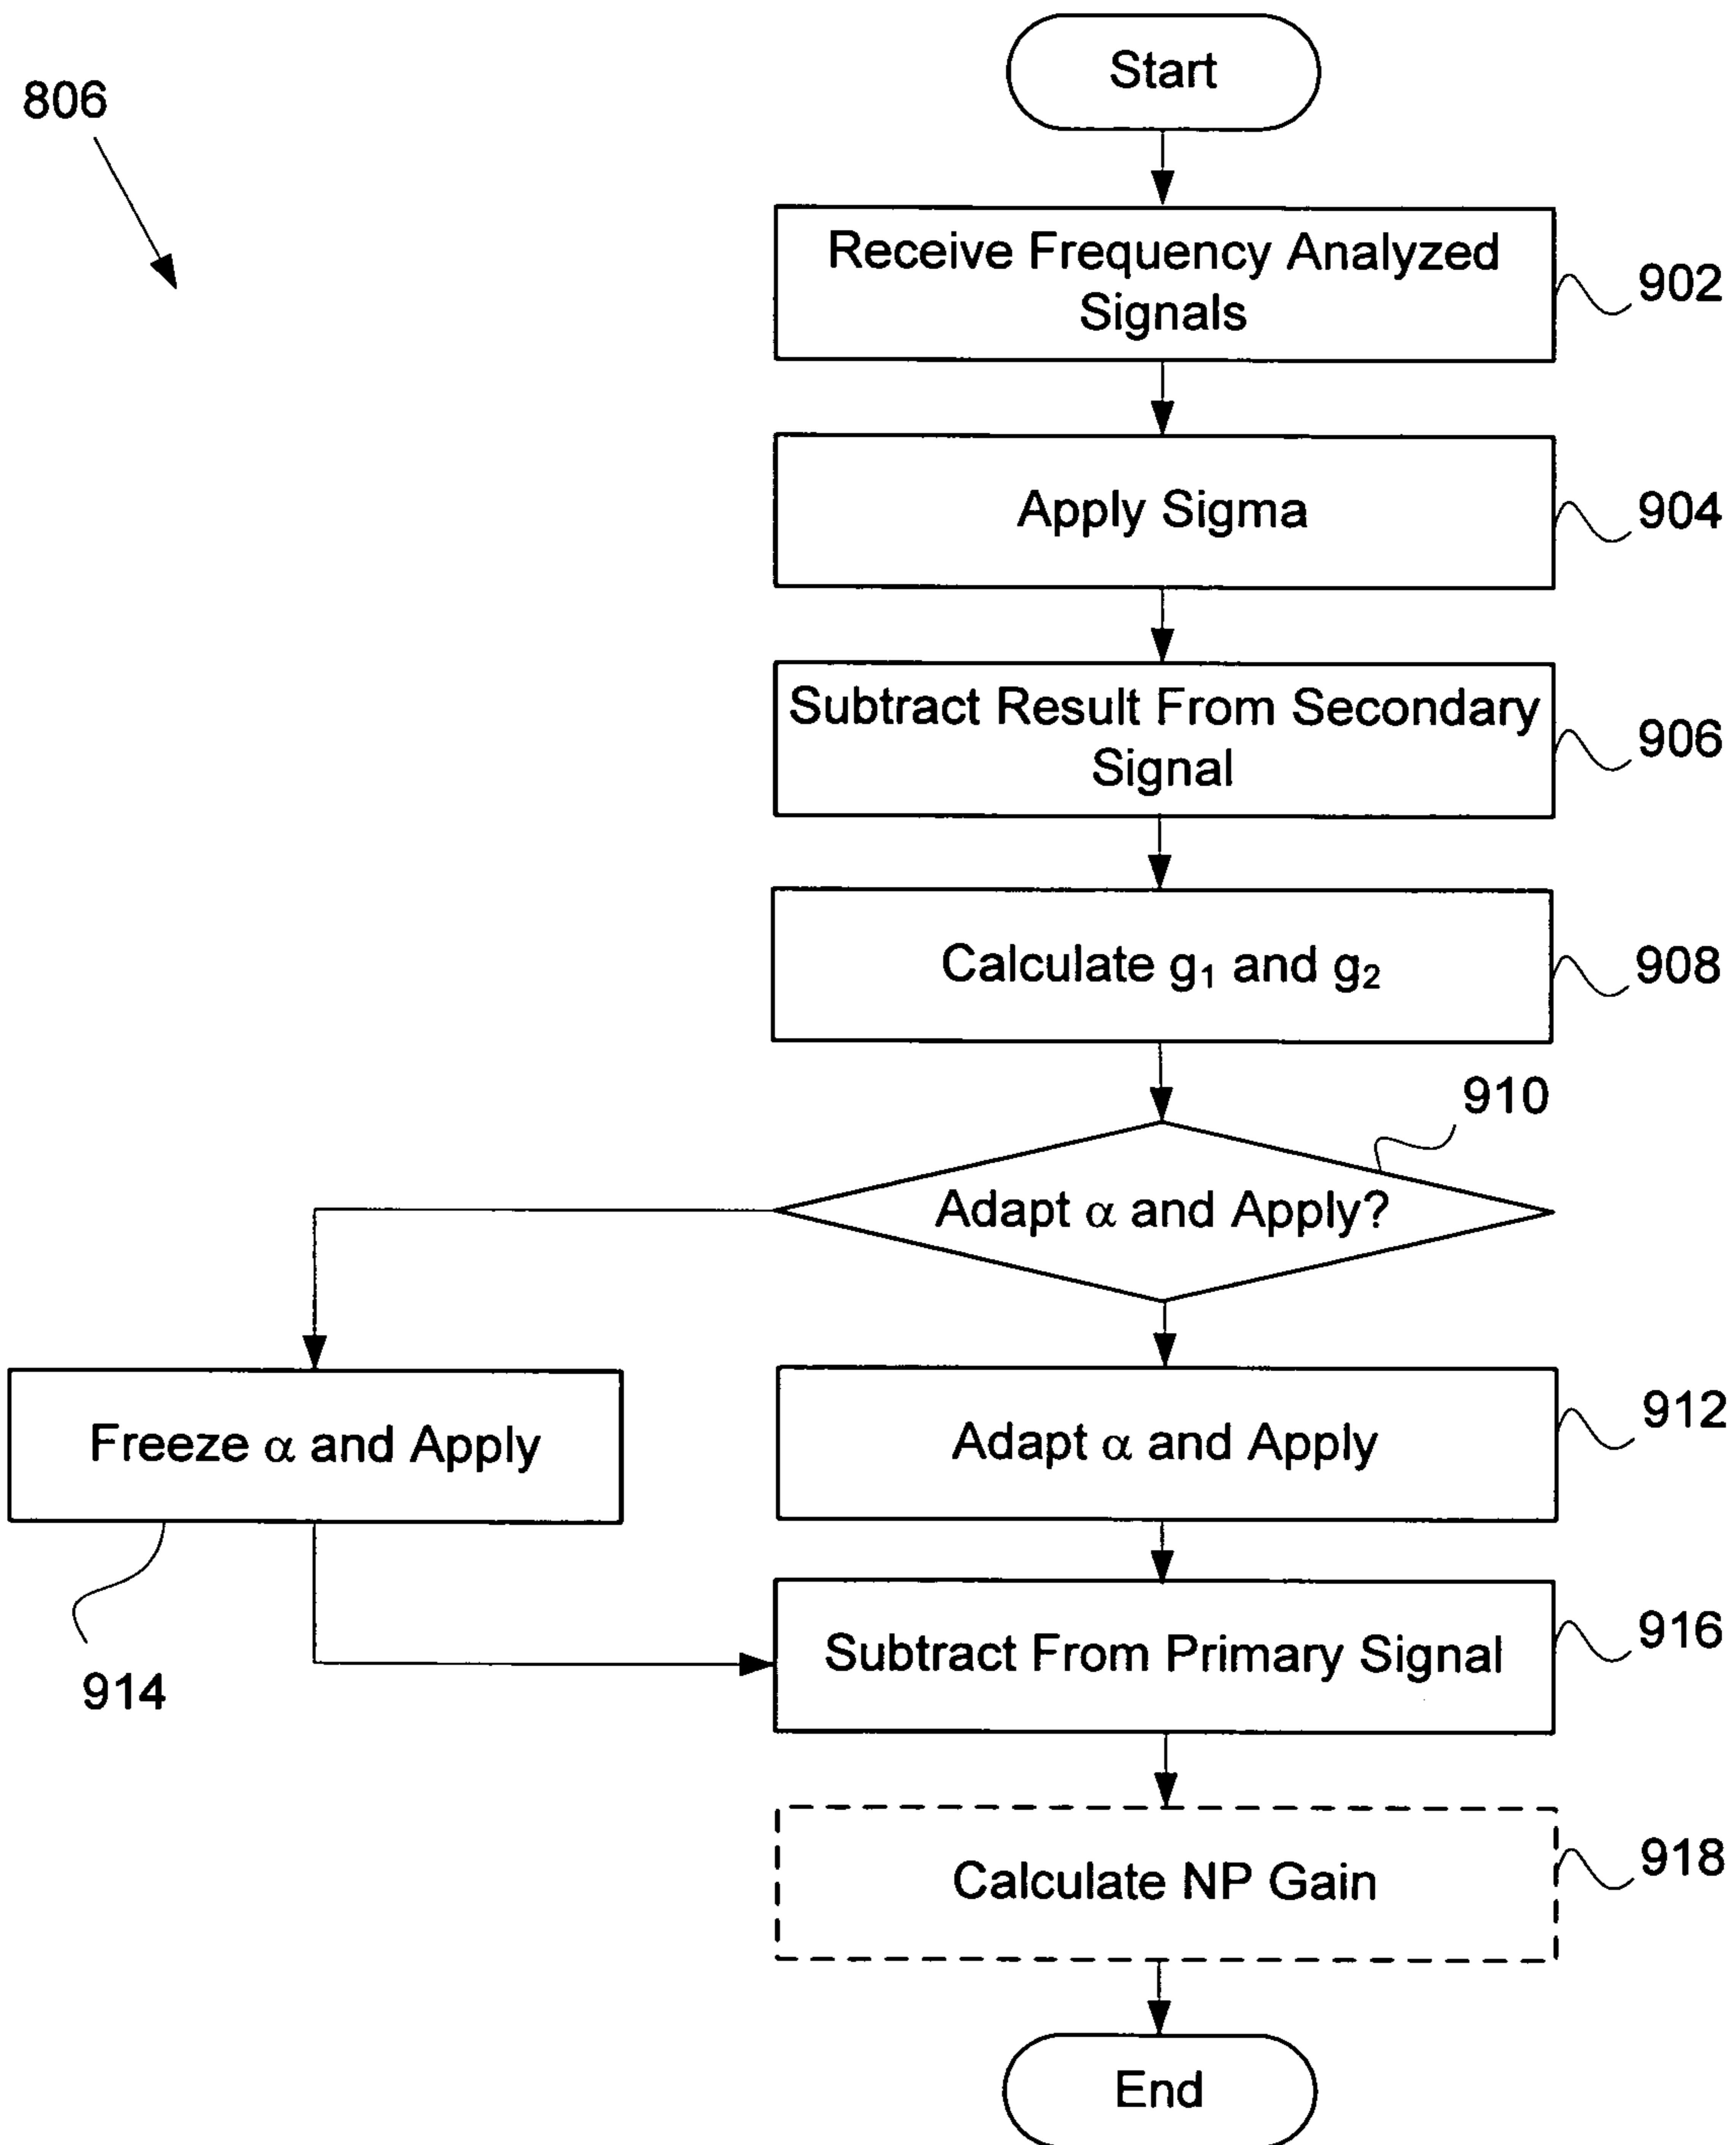 Start
806
Receive Frequency Analyzed
Signals
902
Apply Sigma
904
Subtract Result From Secondary
Signal
906
Calculate g₁ and g₂
908
910
Adapt α and Apply?
Freeze α and Apply
914
Adapt α and Apply
912
Subtract From Primary Signal
916
Calculate NP Gain
918
End